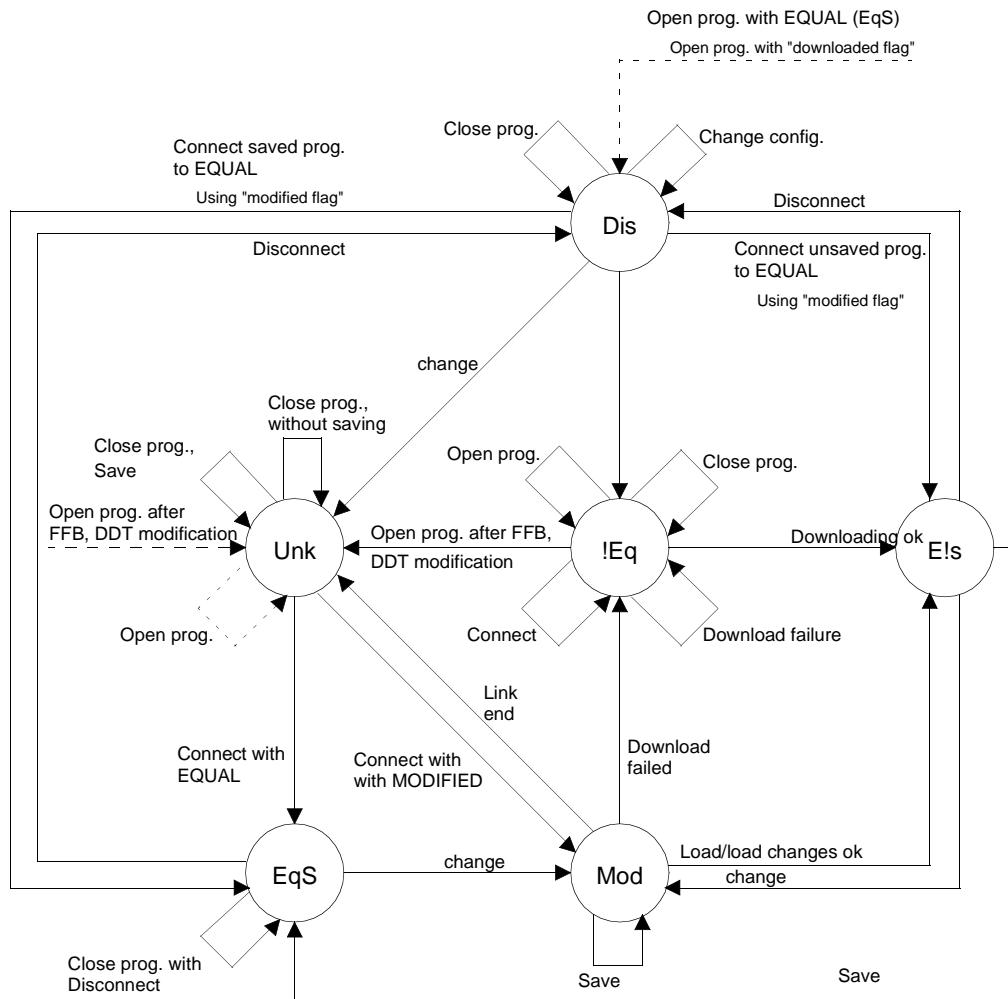 Open prog. with EQUAL (EqS)
Open prog. with "downloaded flag"
Close prog.
Change config.
Connect saved prog.
to EQUAL
Using "modified flag"
Dis
Disconnect
Disconnect
Connect unsaved prog.
to EQUAL
Using "modified flag"
change
Close prog.,
without saving
Close prog.,
Save
Open prog.
Close prog.
Open prog. after
FFB, DDT modification
Unk
Open prog. after FFB,
DDT modification
!Eq
Downloading ok
E!s
Open prog.
Connect
Download failure
Link
end
Connect with
EQUAL
Connect with
with MODIFIED
Download
failed
EqS
change
Mod
Load/load changes ok
change
Close prog. with
Disconnect
Save
Save